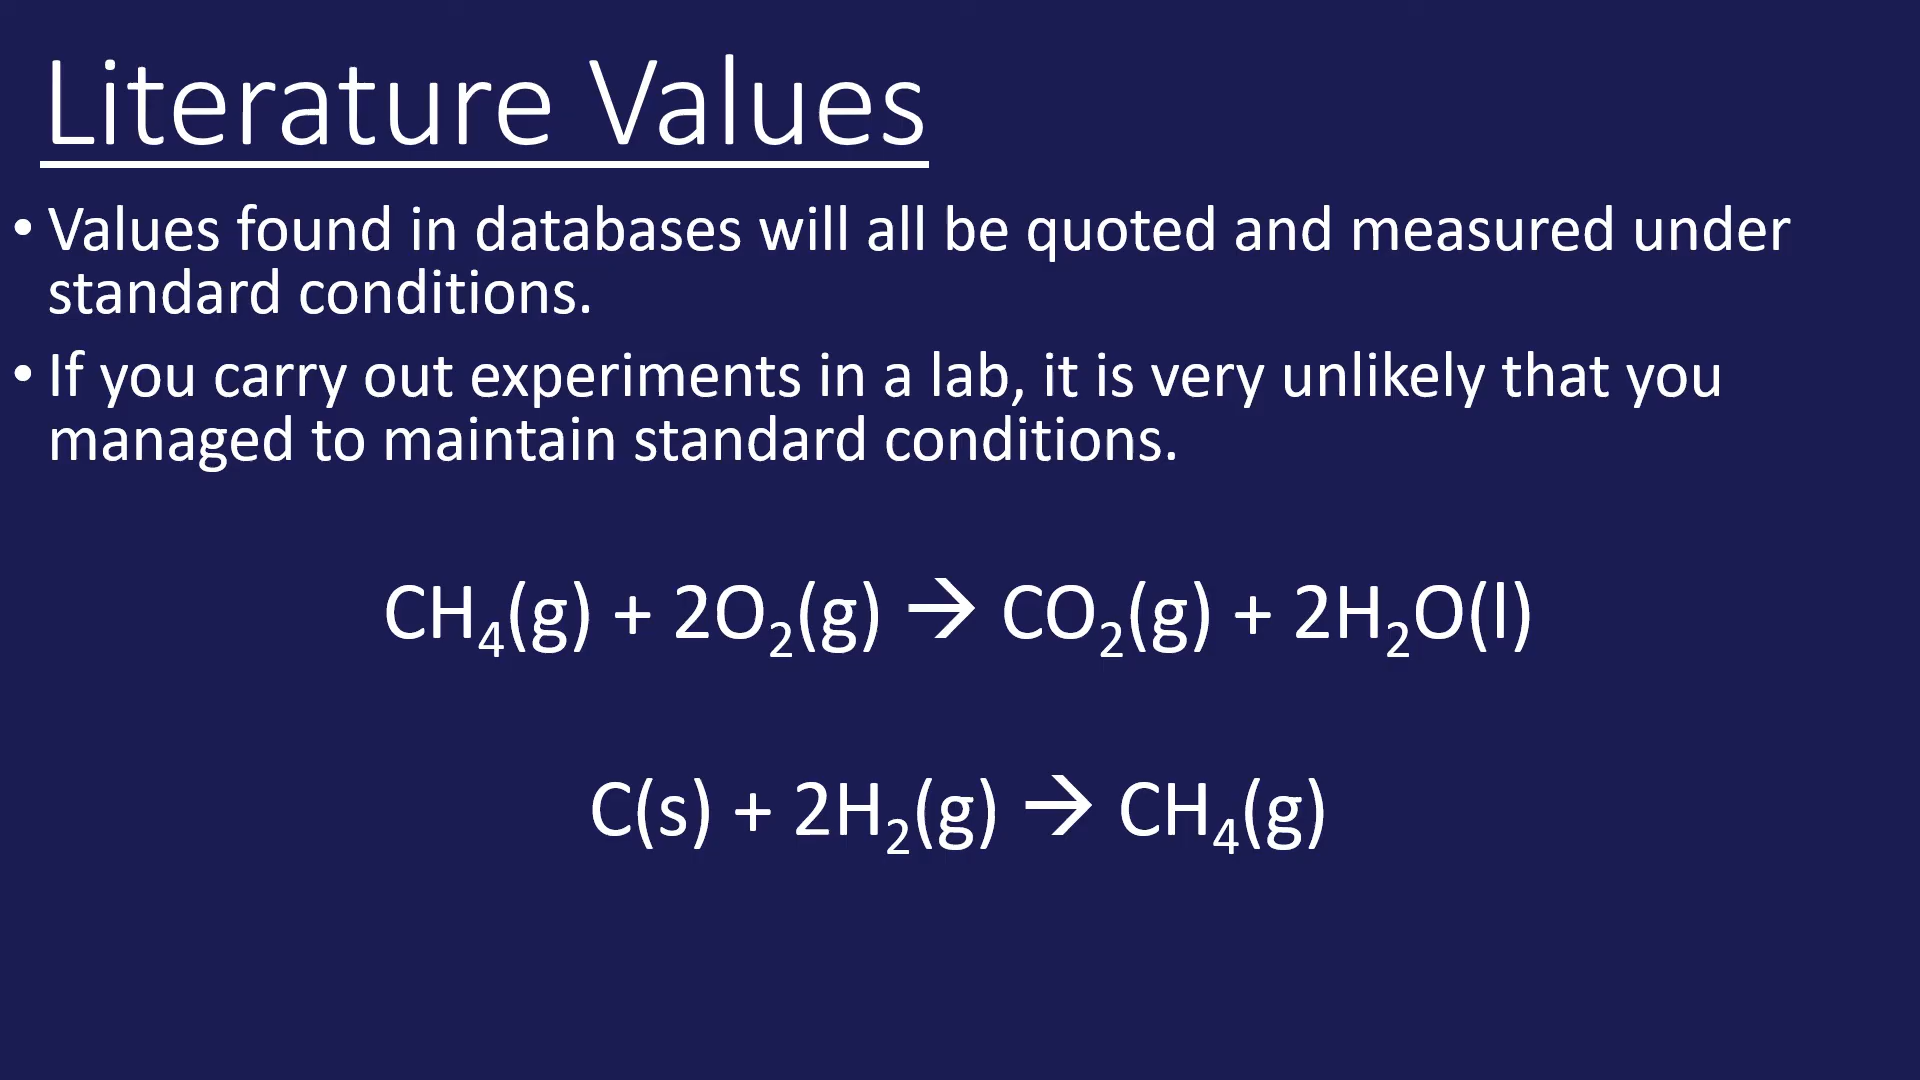 Literature Values
• Values found in databases will all be quoted and measured under
standard conditions.
• If you carry out experiments in a lab, it is very unlikely that you
managed to maintain standard conditions.
CH₄(g) + 2O₂(g) → CO₂(g) + 2H₂O(l)
C(s) + 2H₂(g) → CH₄(g)